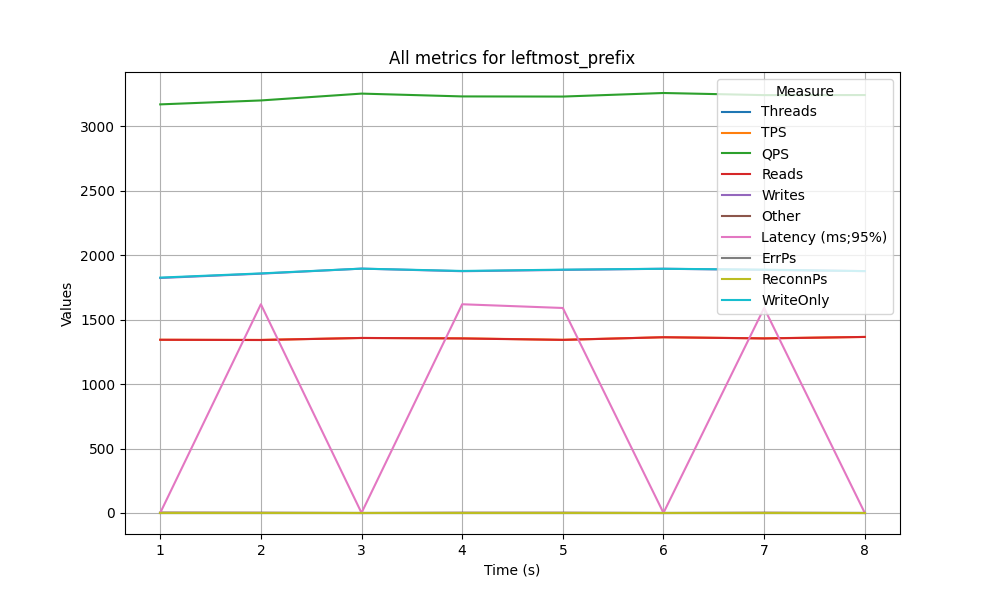 All metrics for leftmost_prefix
Values
3000
2500
2000
1500
1000
500
0
Measure
Threads
TPS
QPS
Reads
Writes
Other
Latency (ms;95%)
ErrPs
ReconnPs
WriteOnly
1 2 3 4 5 6 7 8
Time (s)